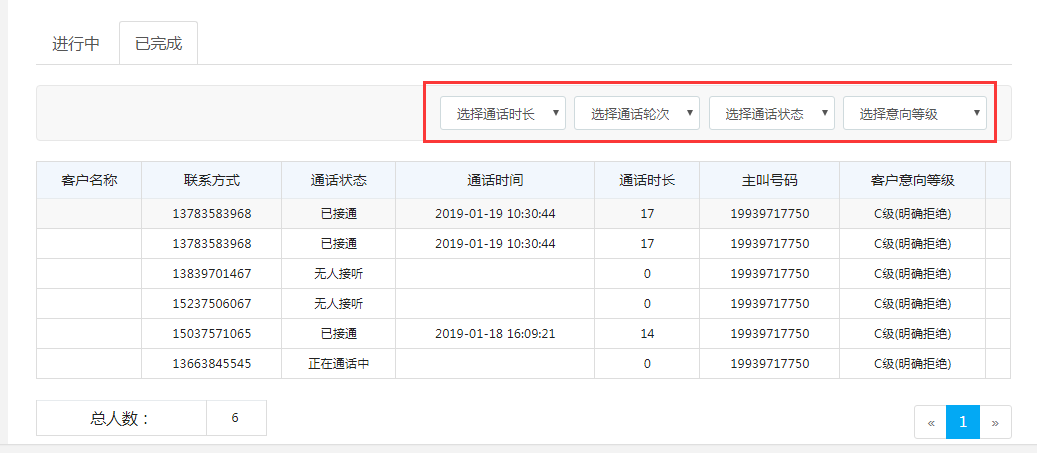 进行中 已完成
选择通话时长 ▼ 选择通话轮次 ▼ 选择通话状态 ▼ 选择意向等级 ▼
客户名称 联系方式 通话状态 通话时间 通话时长 主叫号码 客户意向等级
13783583968 已接通 2019-01-19 10:30:44 17 19939717750 C级(明确拒绝)
13783583968 已接通 2019-01-19 10:30:44 17 19939717750 C级(明确拒绝)
13839701467 无人接听 0 19939717750 C级(明确拒绝)
15237506067 无人接听 0 19939717750 C级(明确拒绝)
15037571065 已接通 2019-01-18 16:09:21 14 19939717750 C级(明确拒绝)
13663845545 正在通话中 0 19939717750 C级(明确拒绝)
总人数： 6
« 1 »